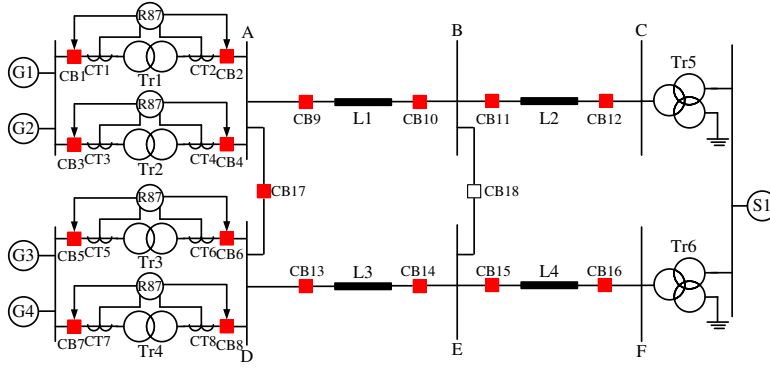 R87
A
B
C
Tr5
G1
CB1
CT1
Tr1
CT2
CB2
R87
G2
CB9
L1
CB10
CB11
L2
CB12
CB3
CT3
Tr2
CT4
CB4
R87
CB17
CB18
S1
G3
CB5
CT5
Tr3
CT6
CB6
Tr6
R87
CB13
L3
CB14
CB15
L4
CB16
G4
CB7
CT7
Tr4
CT8
CB8
D
E
F